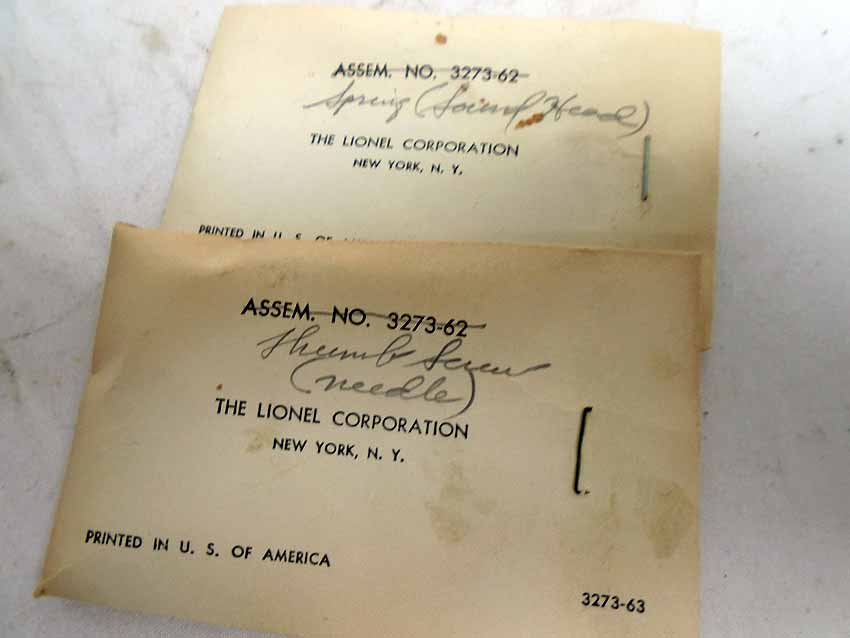 ASSEM. NO. 3273-62
Spring (Sound Head)
THE LIONEL CORPORATION
NEW YORK, N. Y.
PRINTED IN U. S. OF
ASSEM. NO. 3273-62
Thumb Screw
(needle)
THE LIONEL CORPORATION
NEW YORK, N. Y.
PRINTED IN U. S. OF AMERICA
3273-63